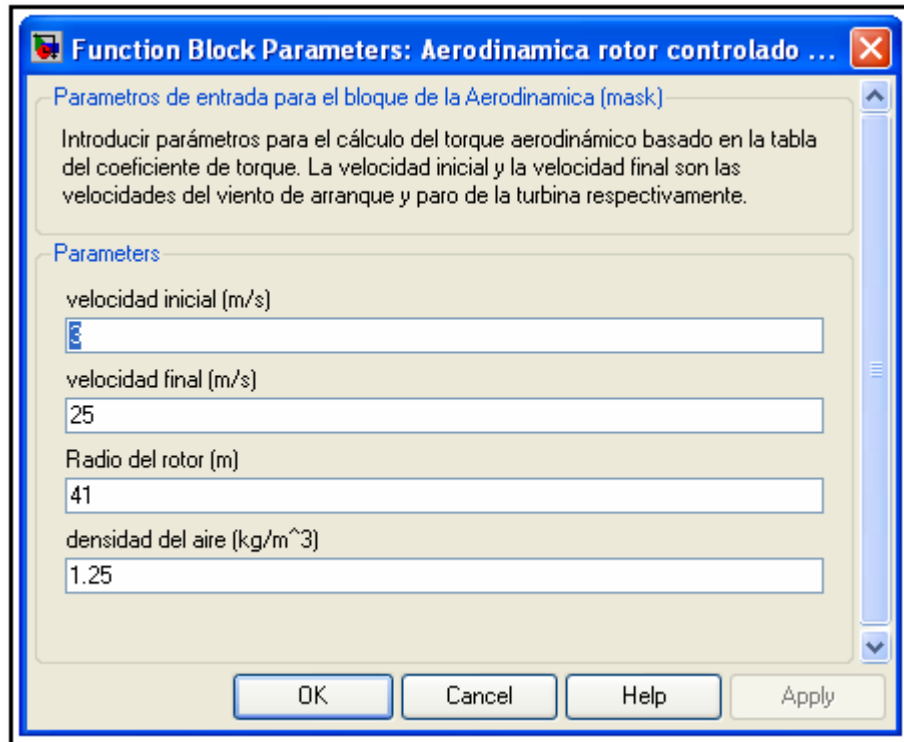 Function Block Parameters: Aerodinamica rotor controlado ...
Parametros de entrada para el bloque de la Aerodinamica (mask)
Introducir parámetros para el cálculo del torque aerodinámico basado en la tabla
del coeficiente de torque. La velocidad inicial y la velocidad final son las
velocidades del viento de arranque y paro de la turbina respectivamente.
Parameters
velocidad inicial (m/s)
3
velocidad final (m/s)
25
Radio del rotor (m)
41
densidad del aire (kg/m^3)
1.25
OK Cancel Help Apply